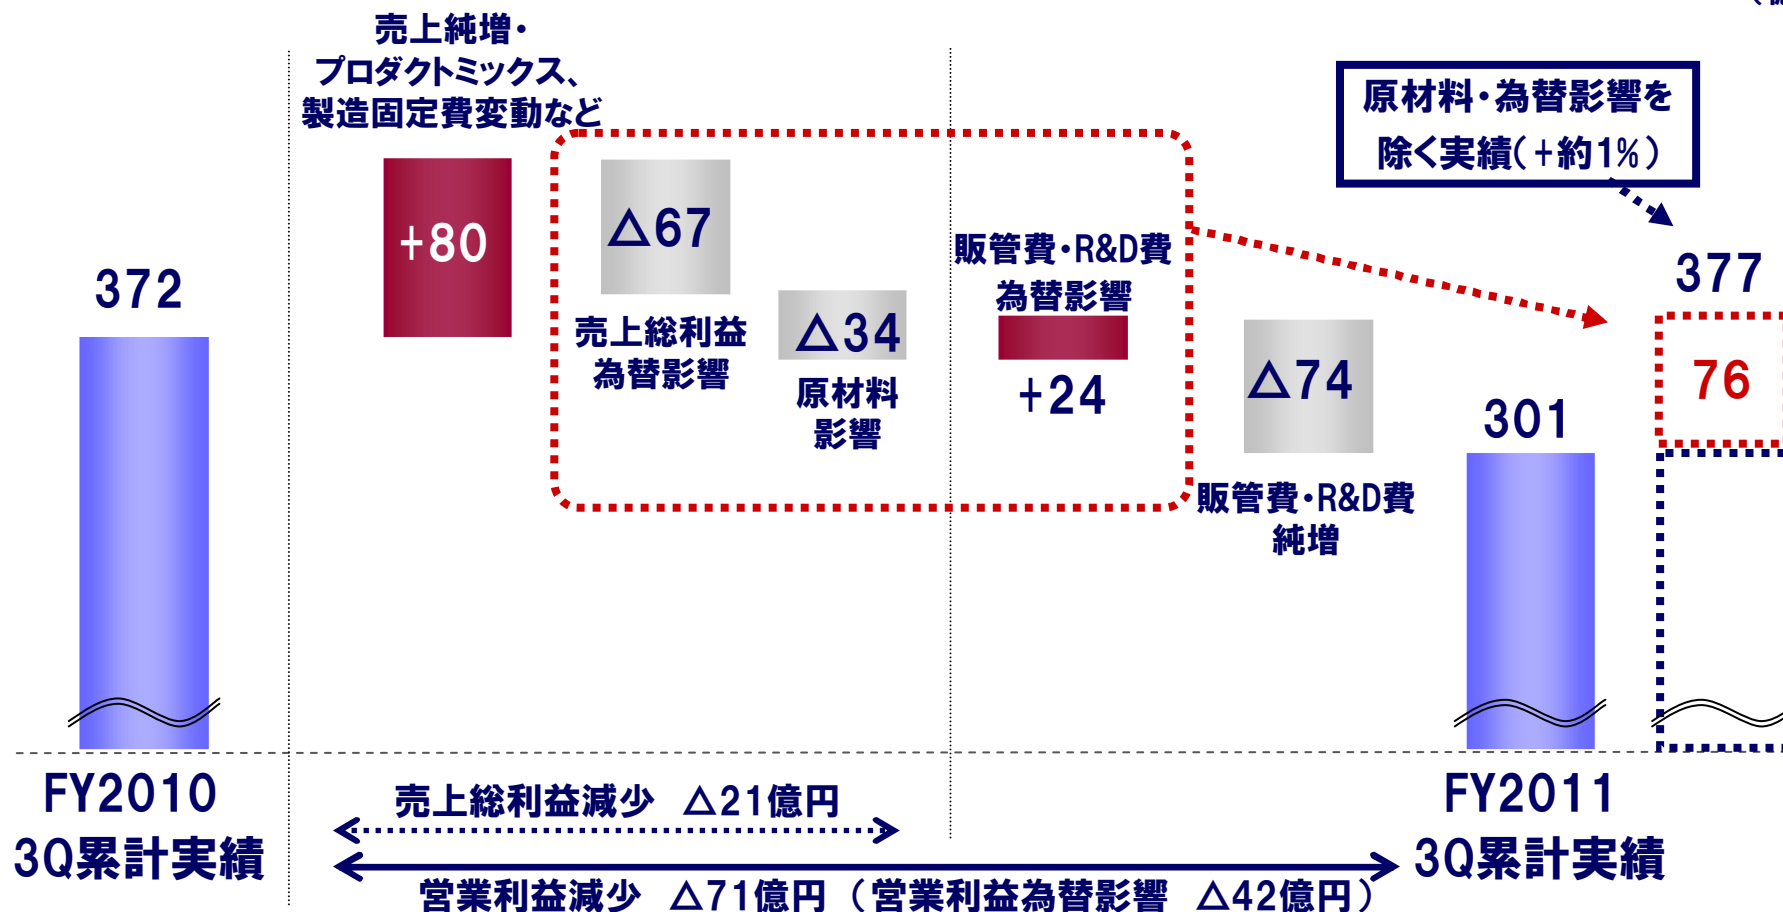 売上純増・
プロダクトミックス、
製造固定費変動など
原材料・為替影響を
除く実績(+約1%)
+80
△67
△34
販管費・R&D費
為替影響
+24
△74
372
売上総利益
為替影響
原材料
影響
販管費・R&D費
純増
301
377
76
FY2010
3Q累計実績
売上総利益減少 △21億円
営業利益減少 △71億円(営業利益為替影響 △42億円)
FY2011
3Q累計実績